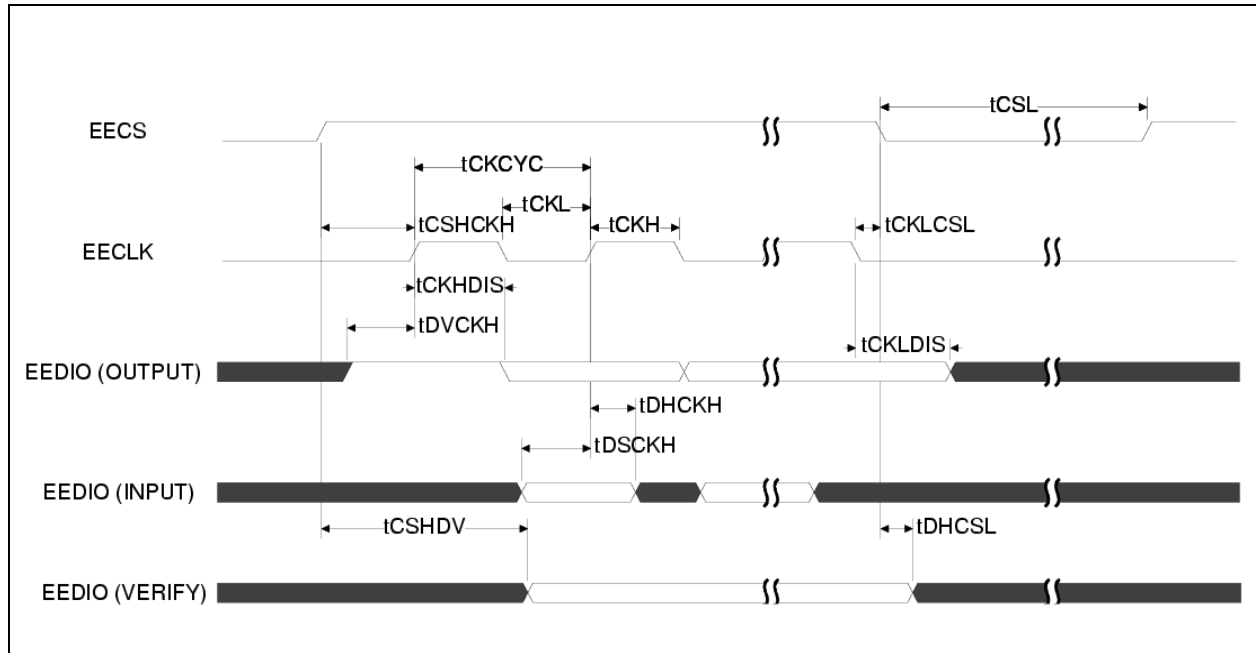 tCSL
EECS
tCKCYC
tCKL
tCSHCKH
tCKH
tCKLCSL
EECLK
tCKHDIS
tDVCKH
tCKLDIS
EEDIO (OUTPUT)
tDHCKH
tDSCKH
EEDIO (INPUT)
tCSHDV
tDHCSL
EEDIO (VERIFY)